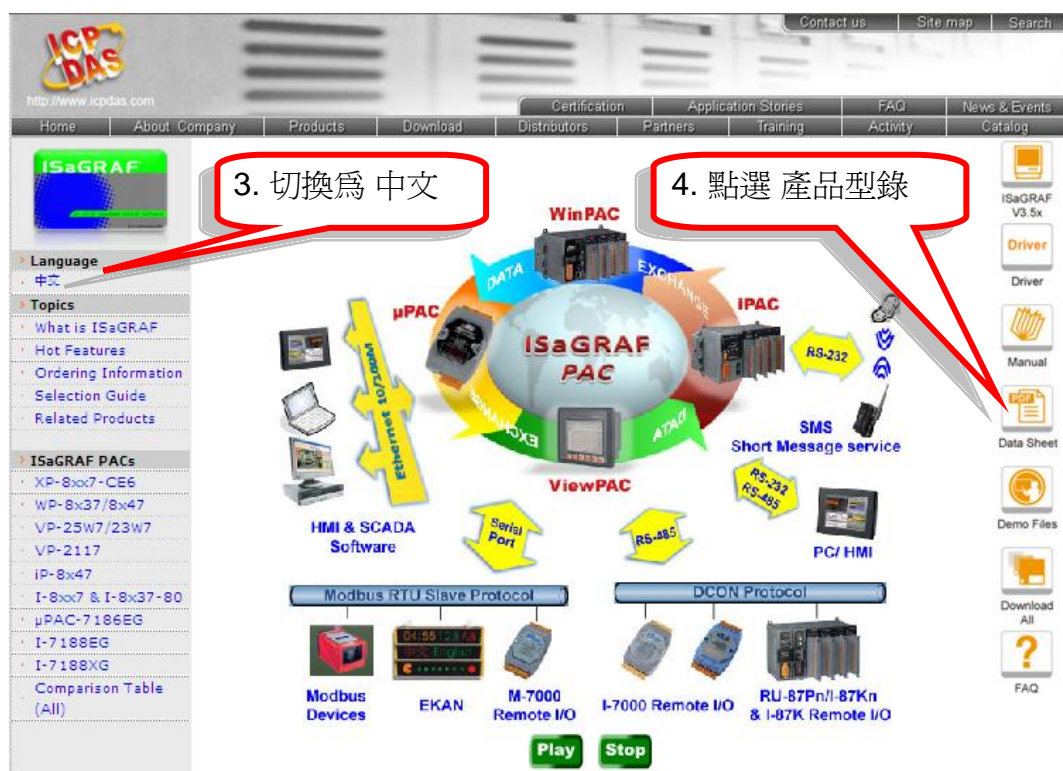 Contact us
Site map
Search
ICP
DAS
http://www.icpdas.com
Certification
Application Stories
FAQ
News & Events
Home
About Company
Products
Download
Distributors
Partners
Training
Activity
Catalog
ISaGRAF
3. 切換爲 中文
4. 點選 產品型錄
Language
中文
Topics
What is ISaGRAF
Hot Features
Ordering Information
Selection Guide
Related Products
ISaGRAF PACs
XP-8xx7-CE6
WP-8x37/8x47
VP-25W7/23W7
VP-2117
iP-8x47
I-8xx7 & I-8x37-80
µPAC-7186EG
I-7188EG
I-7188XG
Comparison Table
(All)
WinPAC
DATA
EXCHANGE
µPAC
iPAC
ISaGRAF
PAC
EXCHANGE
DATA
ViewPAC
Ethernet 10/100M
RS-232
SMS
Short Message service
RS-232
RS-485
HMI & SCADA
Software
Serial
Port
RS-485
PC/ HMI
Modbus RTU Slave Protocol
DCON Protocol
04:55 123 Aa
中文 English
Modbus
Devices
EKAN
M-7000
Remote I/O
I-7000 Remote I/O
RU-87Pn/I-87Kn
& I-87K Remote I/O
Play
Stop
ISaGRAF
V3.5x
Driver
Driver
Manual
PDF
Data Sheet
Demo Files
Download
All
?
FAQ